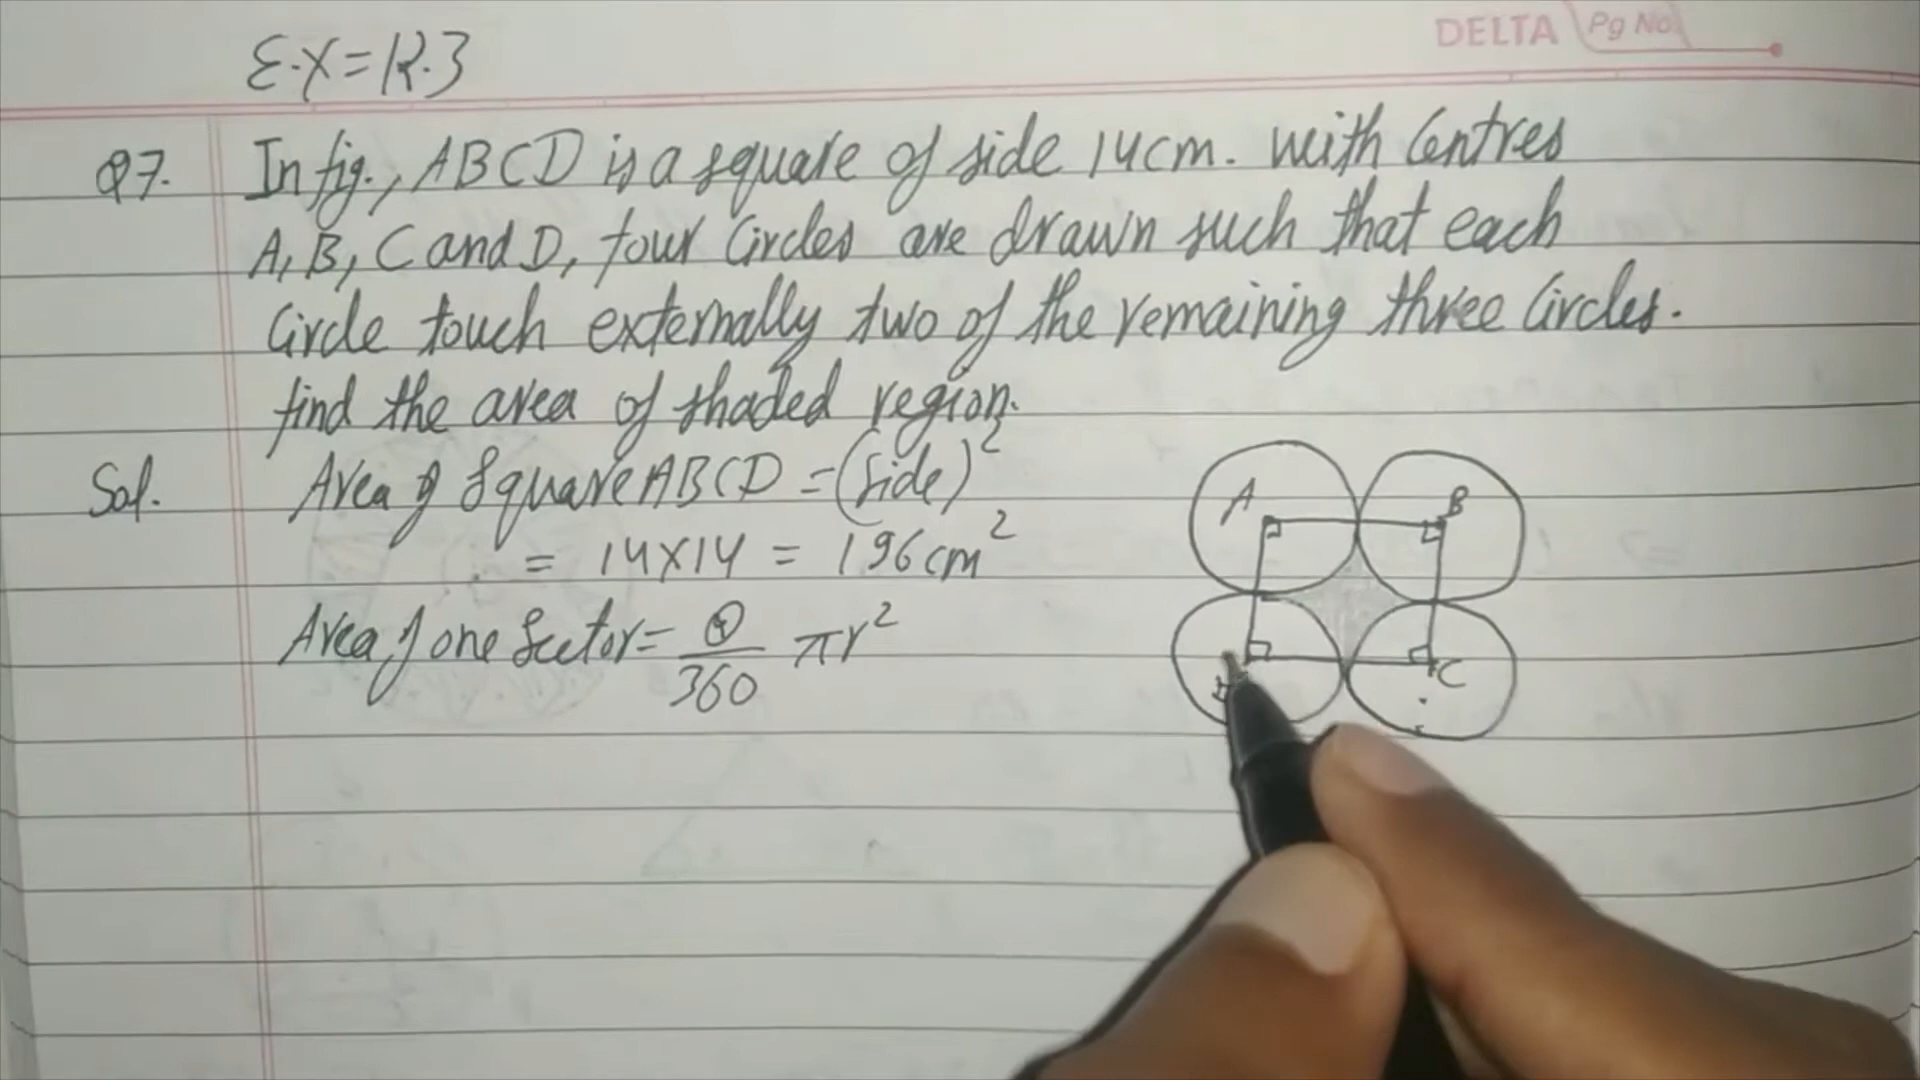 DELTA Pg No.
E.X=12.3
Q7. In fig., ABCD is a square of side 14cm. with Centres
A, B, C and D, four Circles are drawn such that each
Circle touch externally two of the remaining three Circles.
find the area of shaded region.
Sol. Area of Square ABCD = (side)²
= 14×14 = 196cm²
Area of one Sector = θ/360 πr²
A B
C